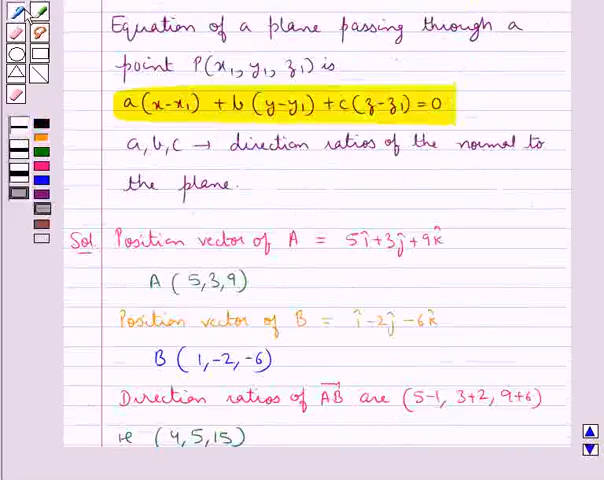 Equation of a plane passing through a
point P(x₁, y₁, z₁) is
a(x-x₁) + b(y-y₁) + c(z-z₁) = 0
a, b, c → direction ratios of the normal to
the plane.
Sol Position vector of A = 5î+3ĵ+9k̂
A (5,3,9)
Position vector of B = î-2ĵ-6k̂
B (1,-2,-6)
Direction ratios of A⃗B⃗ are (5-1, 3+2, 9+6)
ie (4,5,15)